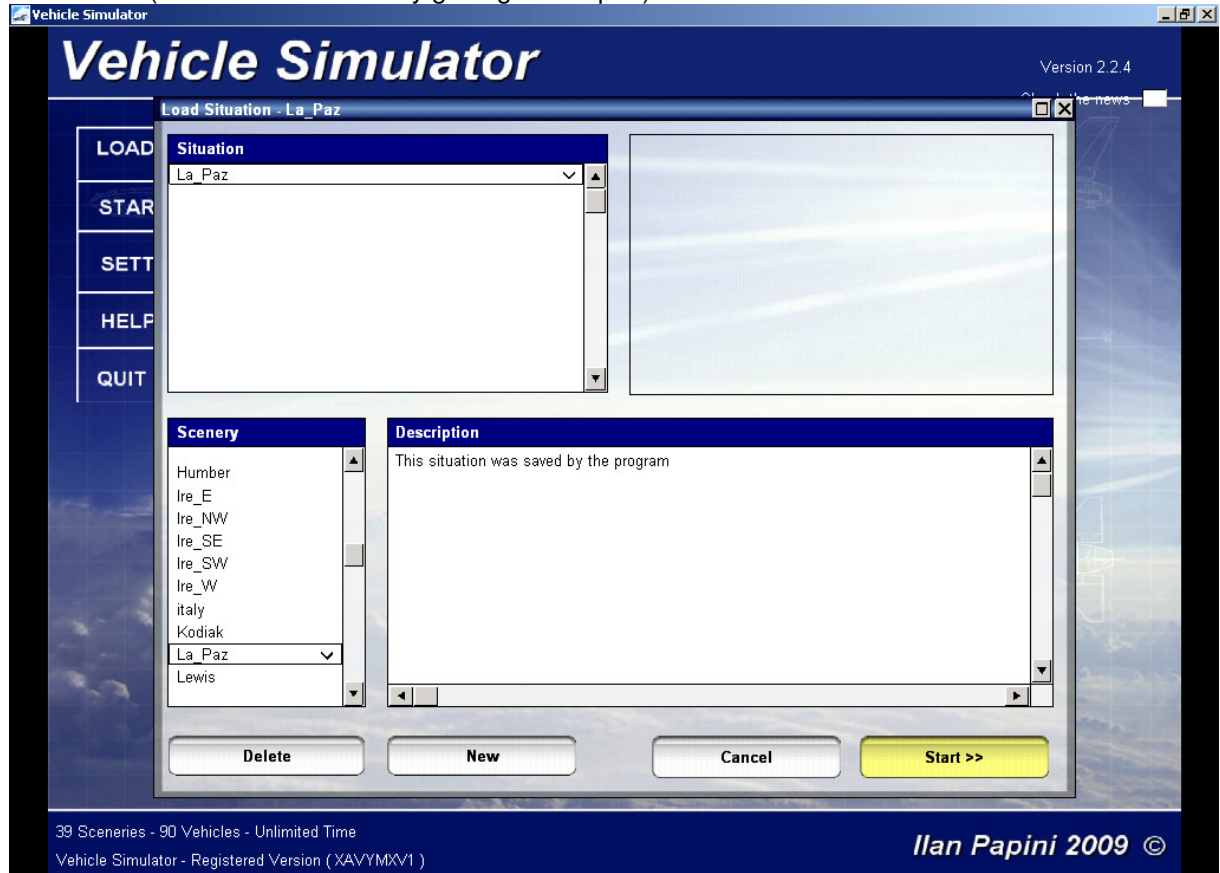 Vehicle Simulator
Vehicle Simulator
Version 2.2.4
the news
Load Situation - La_Paz
LOAD
STAR
SETT
HELP
QUIT
Situation
La_Paz
Scenery
Humber
Ire_E
Ire_NW
Ire_SE
Ire_SW
Ire_W
italy
Kodiak
La_Paz
Lewis
Description
This situation was saved by the program
Delete
New
Cancel
Start >>
39 Sceneries - 90 Vehicles - Unlimited Time
Vehicle Simulator - Registered Version ( XAVYMXV1 )
Ilan Papini 2009 ©